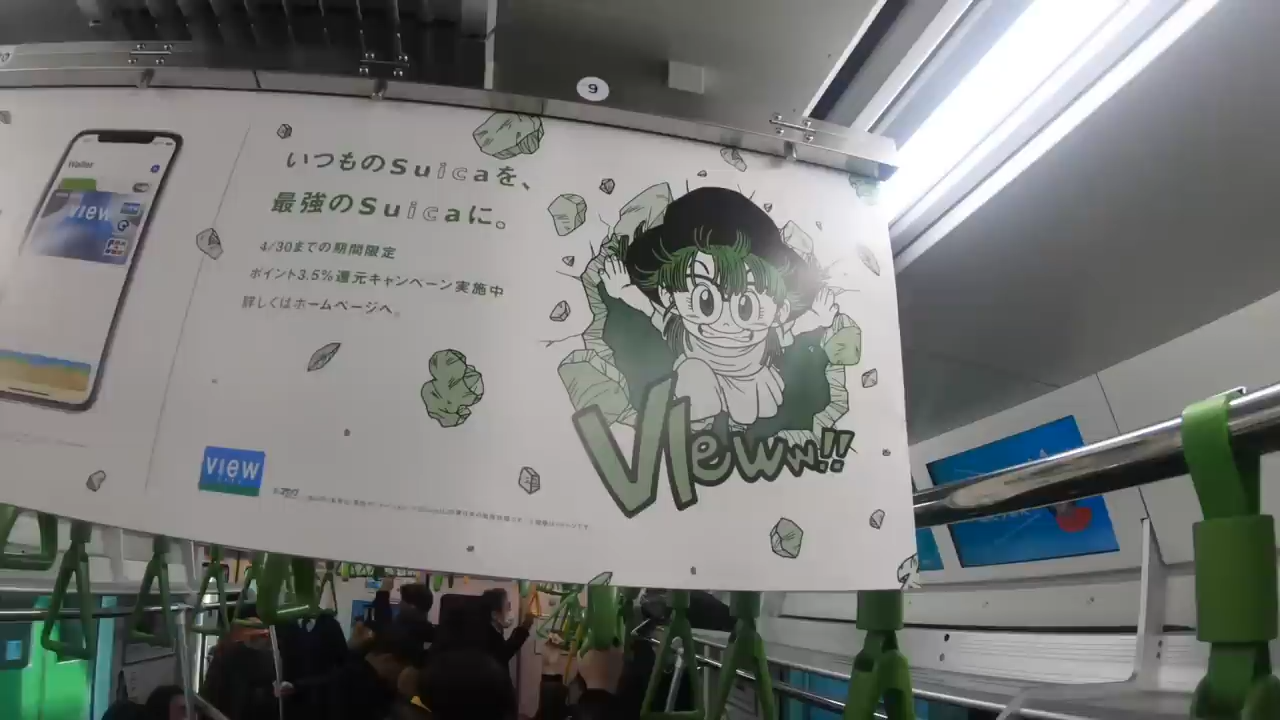 9
Wallet
VIEW
いつものSuicaを、
最強のSuicaに。
4/30までの期間限定
ポイント3.5%還元キャンペーン実施中
詳しくはホームページへ。
VIEW
VIewww!!